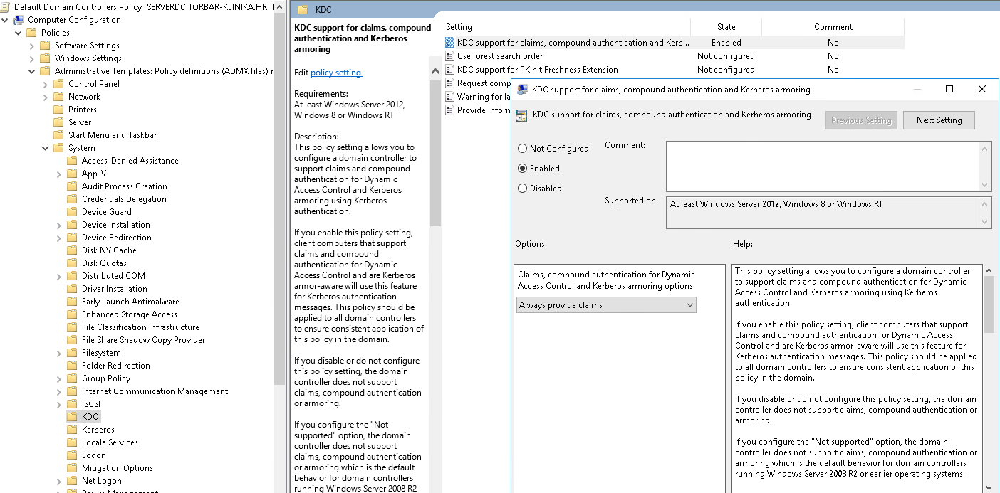 Default Domain Controllers Policy [SERVERDC.TORBAR-KLINIKA.HR]
Computer Configuration
Policies
Software Settings
Windows Settings
Administrative Templates: Policy definitions (ADMX files) r
Control Panel
Network
Printers
Server
Start Menu and Taskbar
System
Access-Denied Assistance
App-V
Audit Process Creation
Credentials Delegation
Device Guard
Device Installation
Device Redirection
Disk NV Cache
Disk Quotas
Distributed COM
Driver Installation
Early Launch Antimalware
Enhanced Storage Access
File Classification Infrastructure
File Share Shadow Copy Provider
Filesystem
Folder Redirection
Group Policy
Internet Communication Management
iSCSI
KDC
Kerberos
Locale Services
Logon
Mitigation Options
Net Logon
KDC
KDC support for claims, compound
authentication and Kerberos
armoring
Edit policy setting
Requirements:
At least Windows Server 2012,
Windows 8 or Windows RT
Description:
This policy setting allows you to
configure a domain controller to
support claims and compound
authentication for Dynamic
Access Control and Kerberos
armoring using Kerberos
authentication.
If you enable this policy setting,
client computers that support
claims and compound
authentication for Dynamic
Access Control and are Kerberos
armor-aware will use this feature
for Kerberos authentication
messages. This policy should be
applied to all domain controllers
to ensure consistent application of
this policy in the domain.
If you disable or do not configure
this policy setting, the domain
controller does not support
claims, compound authentication
or armoring.
If you configure the "Not
supported" option, the domain
controller does not support
claims, compound authentication
or armoring which is the default
behavior for domain controllers
running Windows Server 2008 R2
Setting State Comment
KDC support for claims, compound authentication and Kerb... Enabled No
Use forest search order Not configured No
KDC support for PKInit Freshness Extension Not configured No
Request comp
Warning for la
Provide inform
KDC support for claims, compound authentication and Kerberos armoring
KDC support for claims, compound authentication and Kerberos armoring
Previous Setting Next Setting
Not Configured
Enabled
Disabled
Comment:
Supported on:
At least Windows Server 2012, Windows 8 or Windows RT
Options:
Help:
Claims, compound authentication for Dynamic
Access Control and Kerberos armoring options:
Always provide claims
This policy setting allows you to configure a domain controller
to support claims and compound authentication for Dynamic
Access Control and Kerberos armoring using Kerberos
authentication.
If you enable this policy setting, client computers that support
claims and compound authentication for Dynamic Access
Control and are Kerberos armor-aware will use this feature for
Kerberos authentication messages. This policy should be applied
to all domain controllers to ensure consistent application of this
policy in the domain.
If you disable or do not configure this policy setting, the domain
controller does not support claims, compound authentication or
armoring.
If you configure the "Not supported" option, the domain
controller does not support claims, compound authentication or
armoring which is the default behavior for domain controllers
running Windows Server 2008 R2 or earlier operating systems.